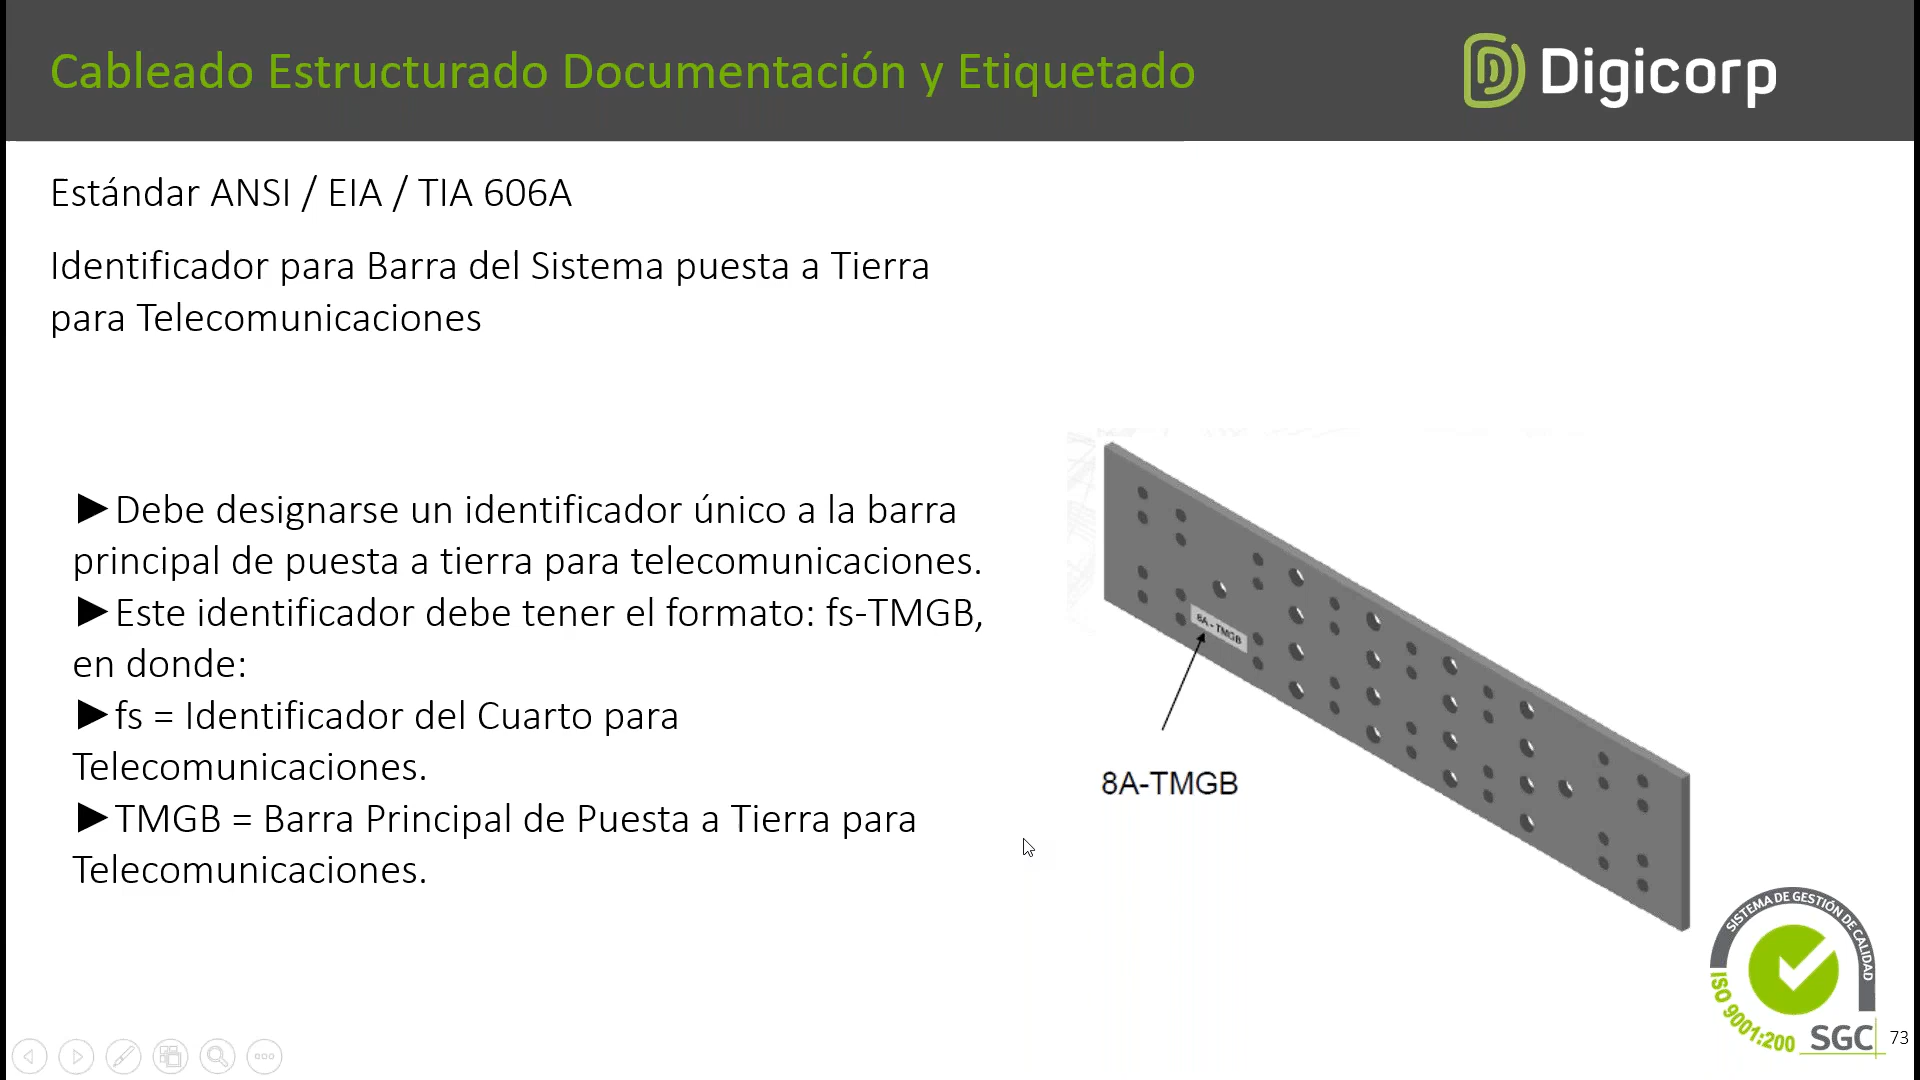 Cableado Estructurado Documentación y Etiquetado
Digicorp
Estándar ANSI / EIA / TIA 606A
Identificador para Barra del Sistema puesta a Tierra
para Telecomunicaciones
►Debe designarse un identificador único a la barra
principal de puesta a tierra para telecomunicaciones.
►Este identificador debe tener el formato: fs-TMGB,
en donde:
►fs = Identificador del Cuarto para
Telecomunicaciones.
►TMGB = Barra Principal de Puesta a Tierra para
Telecomunicaciones.
8A - TMGB
8A-TMGB
SISTEMA DE GESTIÓN DE CALIDAD
ISO 9001:200
SGC
73